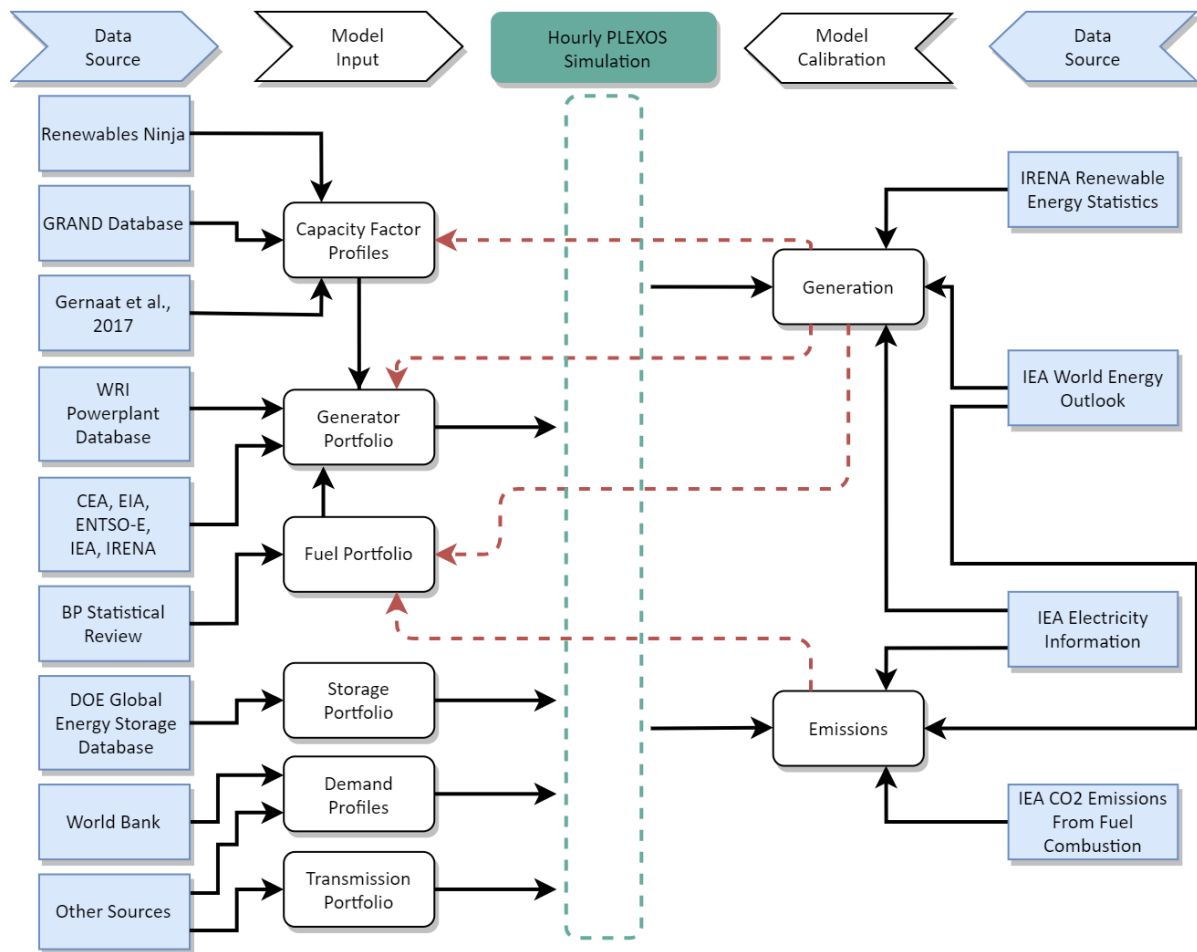 Data
Source
Model
Input
Hourly PLEXOS
Simulation
Model
Calibration
Data
Source
Renewables Ninja
GRAND Database
Gernaat et al.,
2017
WRI
Powerplant
Database
CEA, EIA,
ENTSO-E,
IEA, IRENA
BP Statistical
Review
DOE Global
Energy Storage
Database
World Bank
Other Sources
Capacity Factor
Profiles
Generator
Portfolio
Fuel Portfolio
Storage
Portfolio
Demand
Profiles
Transmission
Portfolio
Generation
Emissions
IRENA Renewable
Energy Statistics
IEA World Energy
Outlook
IEA Electricity
Information
IEA CO2 Emissions
From Fuel
Combustion